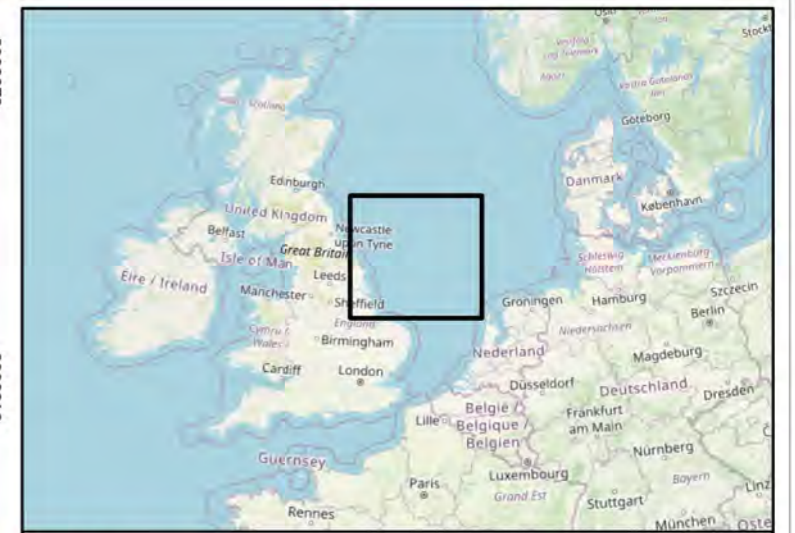 Oslo
Stockh
Vestfold
og Telemark
Agder
Västra Götalands
län
Göteborg
Edinburgh
Danmark
København
United Kingdom
Belfast
Newcastle
upon Tyne
Great Britain
Isle of Man
Schleswig
Holstein
Mecklenburg
Vorpommern
Leeds
Éire / Ireland
Manchester
Sheffield
Groningen
Hamburg
Szczecin
England
Berlin
Cymru /
Wales
Birmingham
Niedersachsen
Nederland
Magdeburg
Cardiff
London
Düsseldorf
Deutschland
Dresden
België /
Belgique /
Belgien
Lille
Frankfurt
am Main
Nürnberg
Guernsey
Luxembourg
Bayern
Paris
Grand Est
Linz
Stuttgart
Rennes
München
Öste